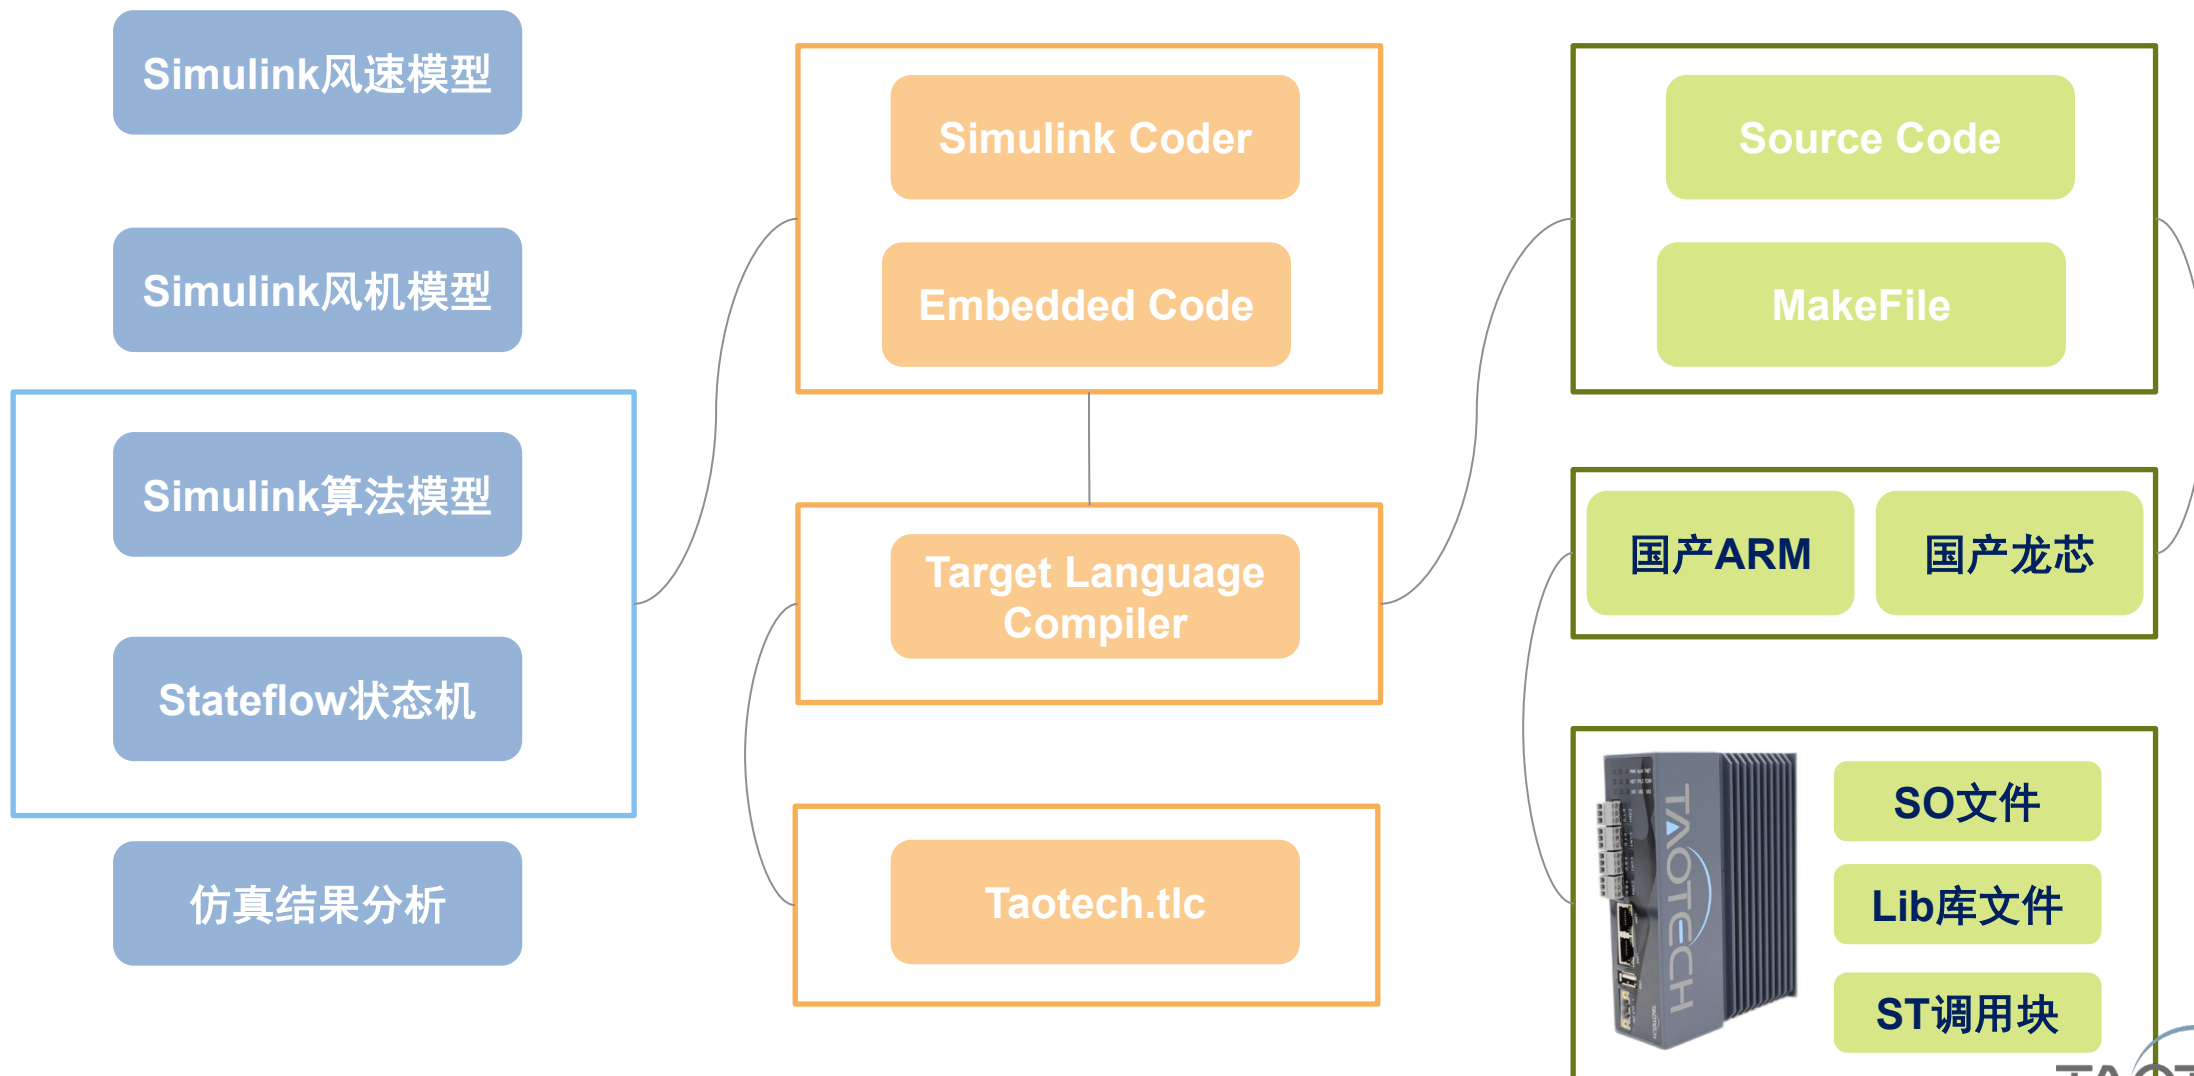 Simulink风速模型
Simulink风机模型
Simulink算法模型
Stateflow状态机
仿真结果分析
Simulink Coder
Embedded Code
Target Language
Compiler
Taotech.tlc
Source Code
MakeFile
国产ARM
国产龙芯
TAOTECH
SO文件
Lib库文件
ST调用块